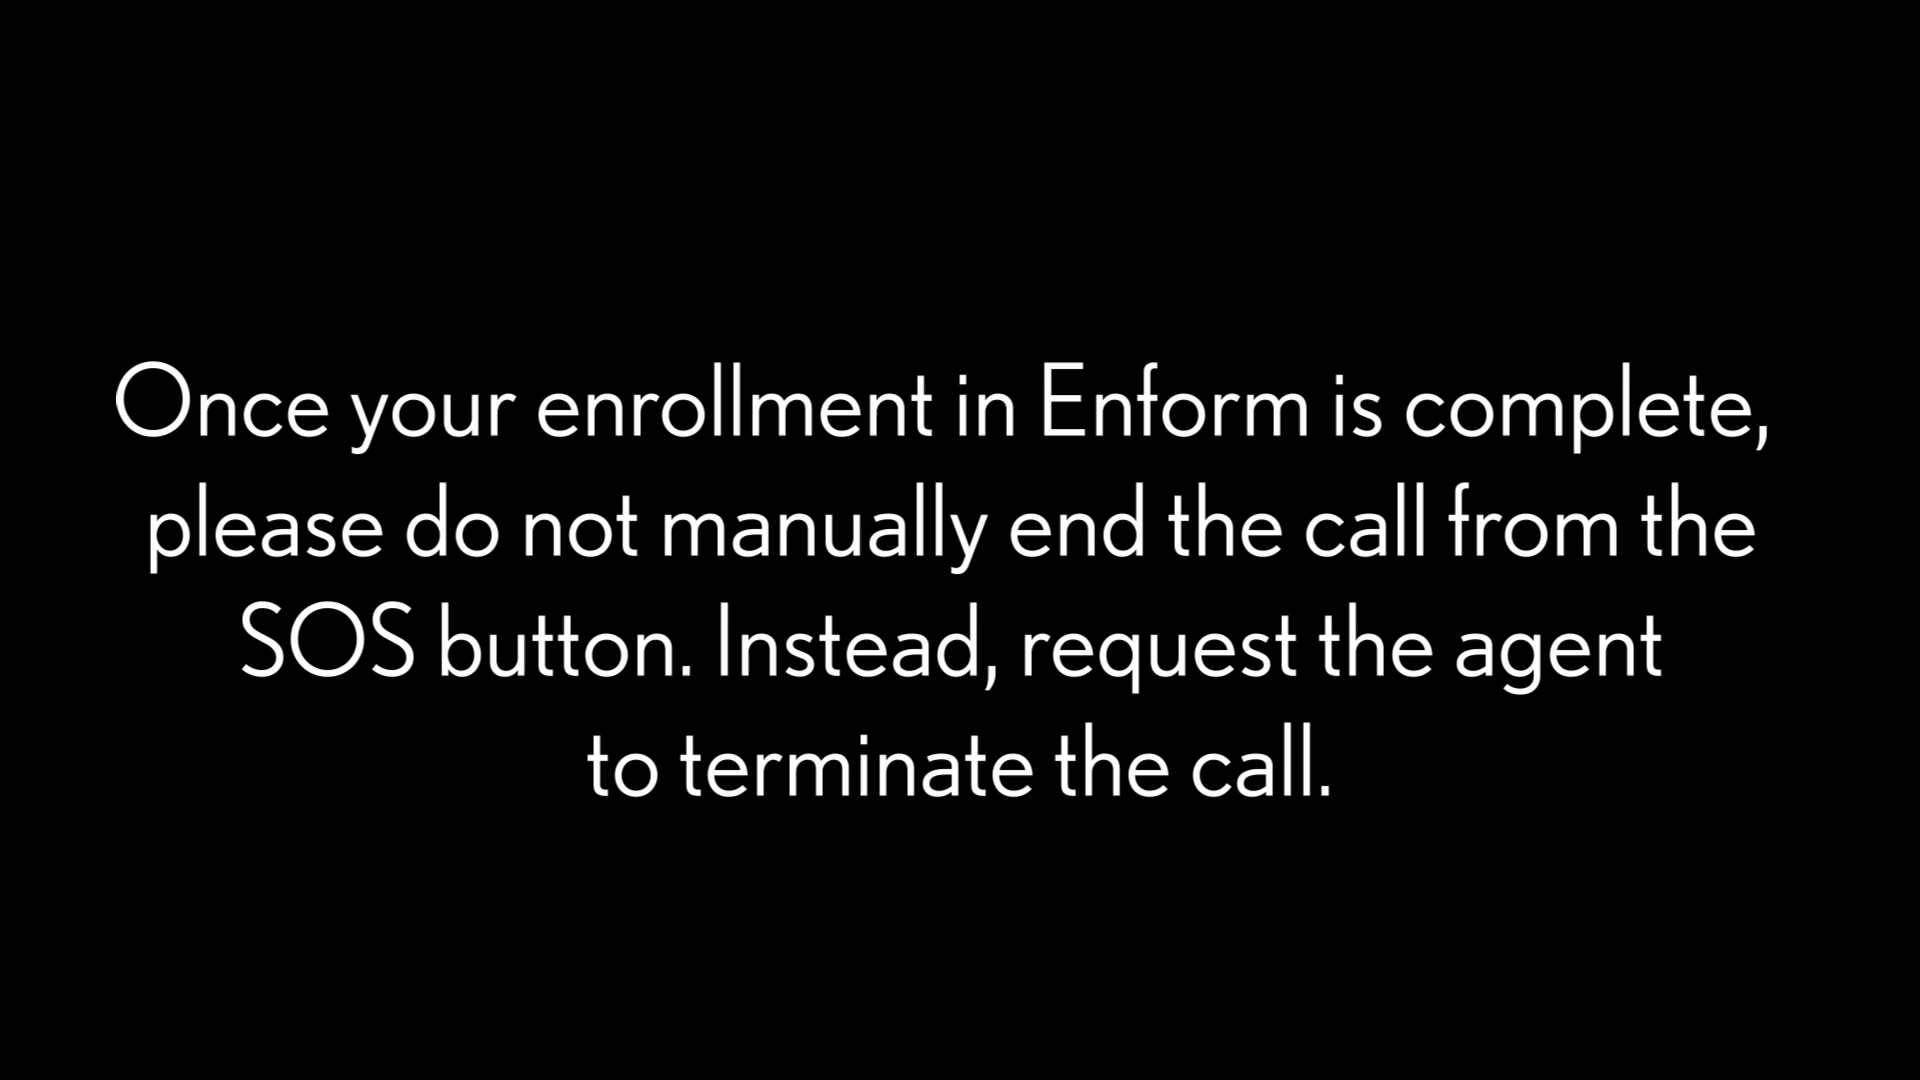 Once your enrollment in Enform is complete,
please do not manually end the call from the
SOS button. Instead, request the agent
to terminate the call.